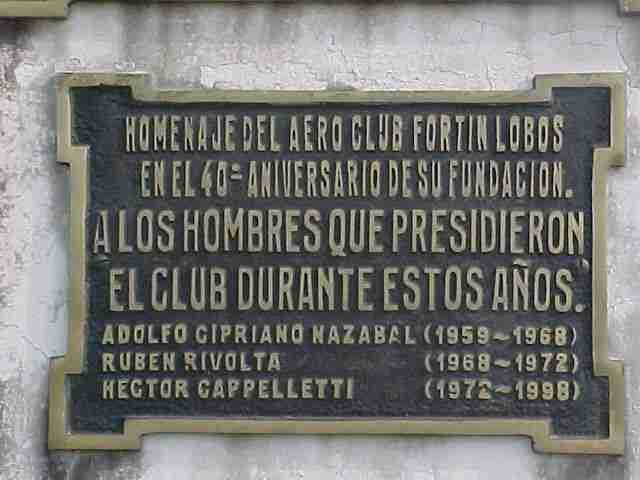 HOMENAJE DEL AERO CLUB FORTIN LOBOS
EN EL 40º ANIVERSARIO DE SU FUNDACION.
A LOS HOMBRES QUE PRESIDIERON
EL CLUB DURANTE ESTOS AÑOS.
ADOLFO CIPRIANO NAZABAL (1959~1968)
RUBEN RIVOLTA (1968~1972)
HECTOR CAPPELLETTI (1972~1998)